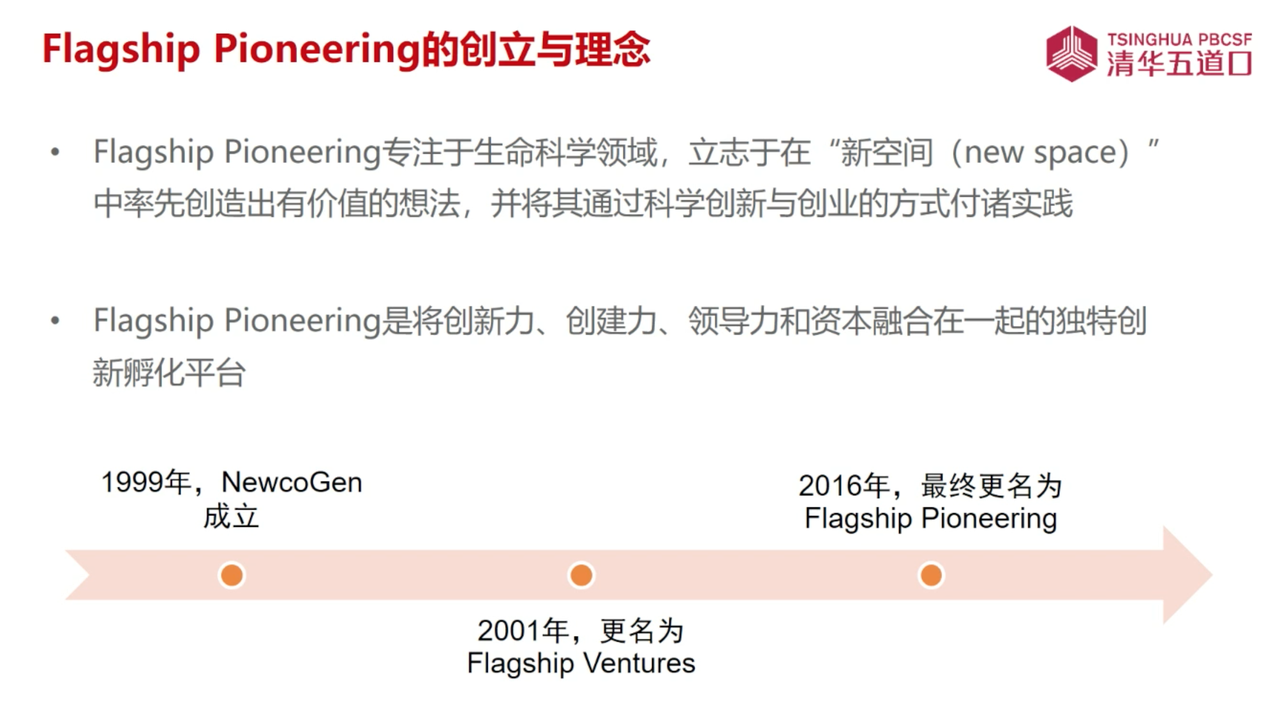 Flagship Pioneering的创立与理念
TSINGHUA PBCSF
清华五道口
• Flagship Pioneering专注于生命科学领域，立志于在“新空间（new space）”
中率先创造出有价值的想法，并将其通过科学创新与创业的方式付诸实践
• Flagship Pioneering是将创新力、创建力、领导力和资本融合在一起的独特创
新孵化平台
1999年，NewcoGen
成立
2001年，更名为
Flagship Ventures
2016年，最终更名为
Flagship Pioneering